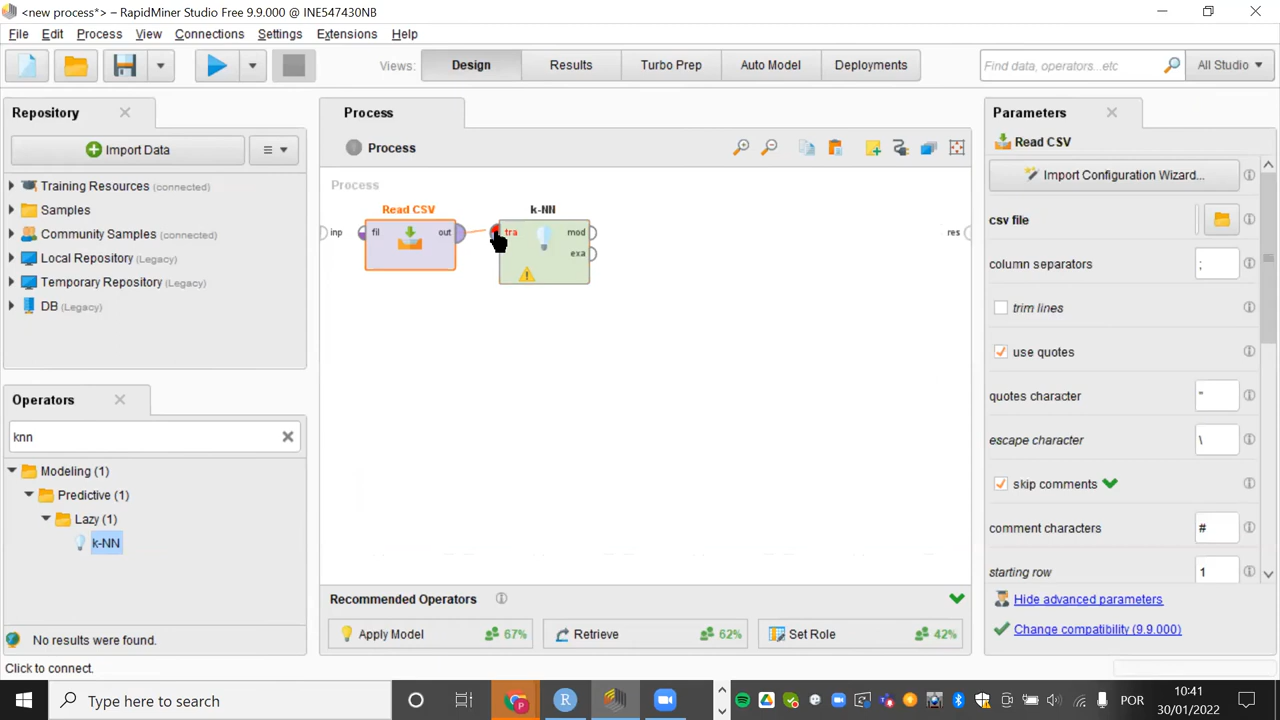 <new process*> – RapidMiner Studio Free 9.9.000 @ INE547430NB
File Edit Process View Connections Settings Extensions Help
Views: Design Results Turbo Prep Auto Model Deployments Find data, operators...etc All Studio
Repository
Import Data
Training Resources (connected)
Samples
Community Samples (connected)
Local Repository (Legacy)
Temporary Repository (Legacy)
DB (Legacy)
Operators
knn
Modeling (1)
Predictive (1)
Lazy (1)
k-NN
No results were found.
Click to connect.
Process
Process
Process
Read CSV
k-NN
inp
fil
out
tra
mod
exa
res
Recommended Operators
Apply Model 67%
Retrieve 62%
Set Role 42%
Parameters
Read CSV
Import Configuration Wizard...
csv file
column separators ;
trim lines
use quotes
quotes character "
escape character \
skip comments
comment characters #
starting row 1
Hide advanced parameters
Change compatibility (9.9.000)
Type here to search
POR
10:41
30/01/2022